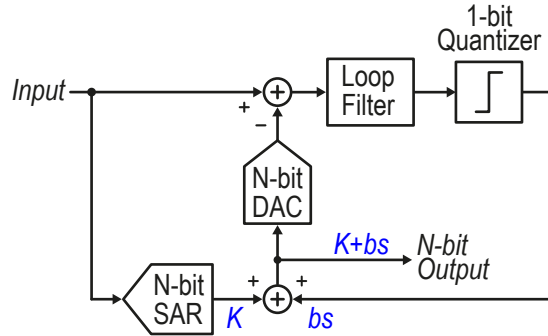 1-bit
Quantizer
Input
+
+
−
Loop
Filter
N-bit
DAC
K+bs
N-bit
Output
N-bit
SAR
K
+
+
+
bs